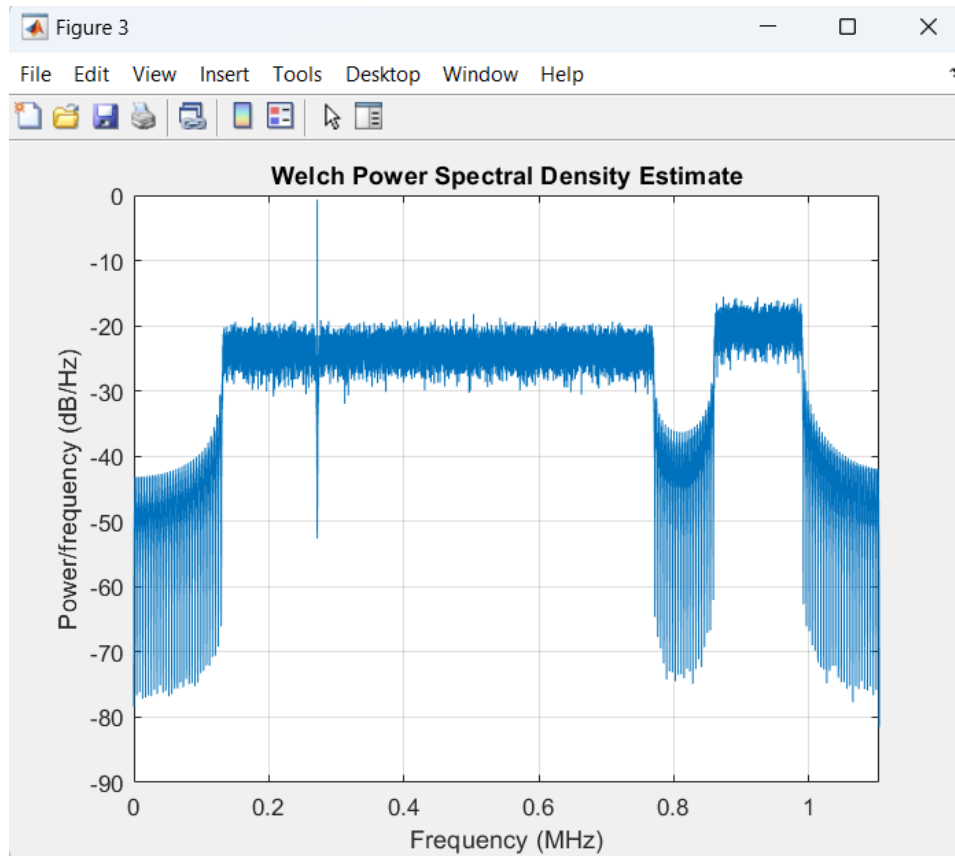 Figure 3
File Edit View Insert Tools Desktop Window Help
Welch Power Spectral Density Estimate
0
-10
-20
-30
-40
-50
-60
-70
-80
-90
Power/frequency (dB/Hz)
0 0.2 0.4 0.6 0.8 1
Frequency (MHz)